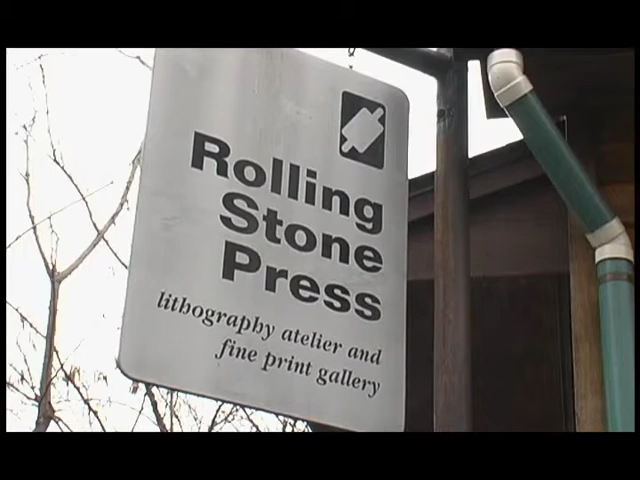 Rolling
Stone
Press
lithography atelier and
fine print gallery